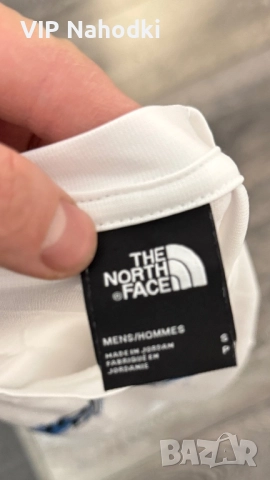 VIP Nahodki
THE
NORTH
FACE®
MENS/HOMMES
S
P
MADE IN JORDAN
FABRIQUÉ EN
JORDANIE
bazar